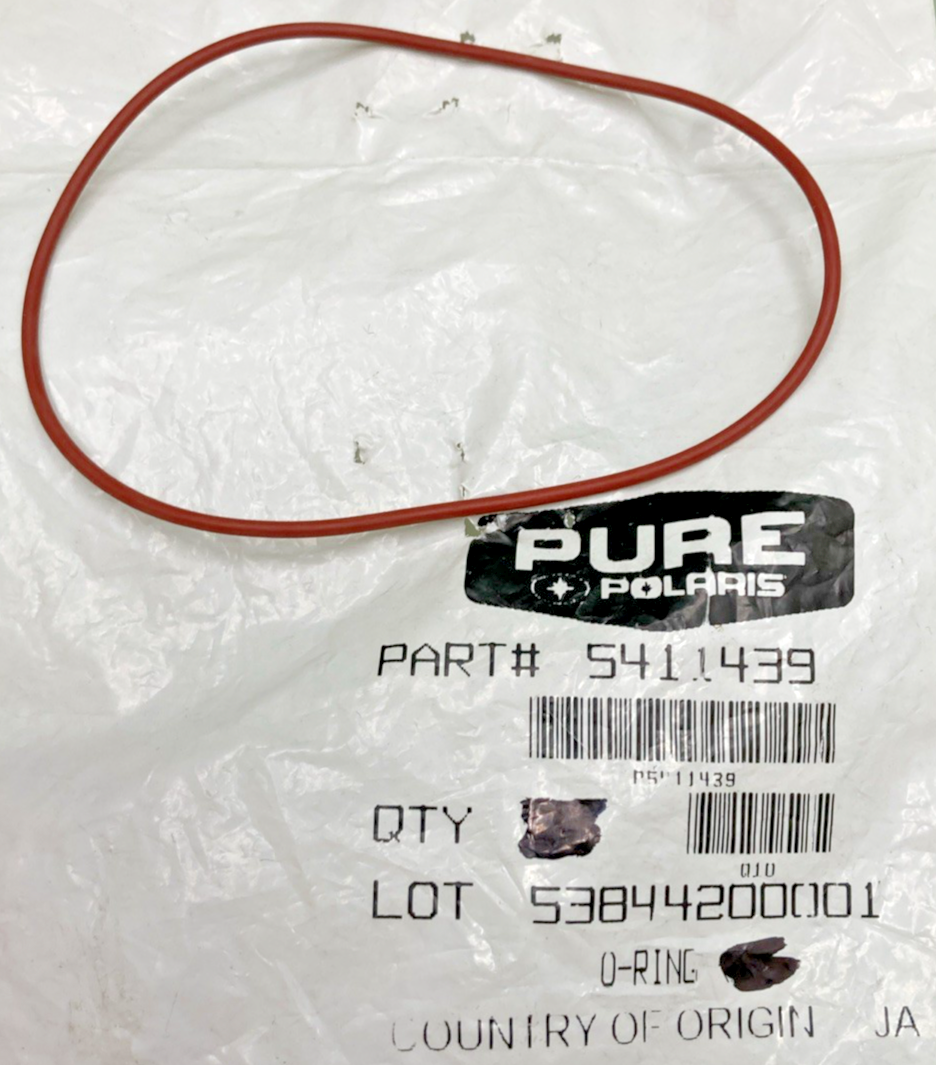 PURE
POLARIS
PART# 5411439
QTY
LOT 53844200001
O-RING
COUNTRY OF ORIGIN JA